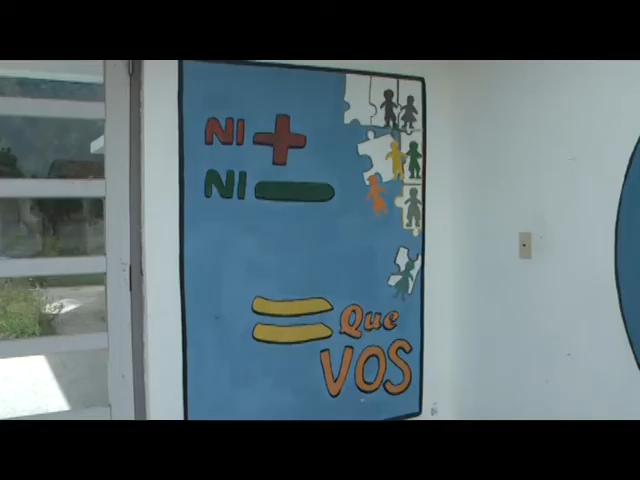 NI +
NI −
= Que
VOS